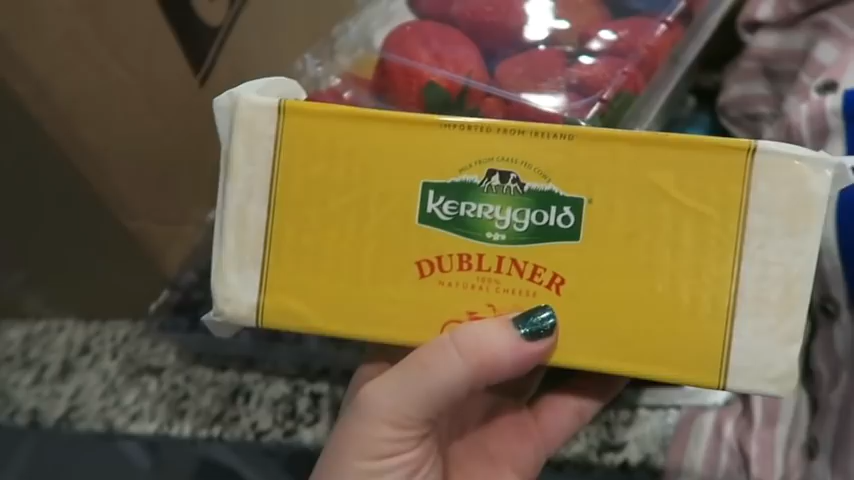 IMPORTED FROM IRELAND
MILK FROM GRASS FED COWS
Kerrygold
DUBLINER
100%
NATURAL CHEESE